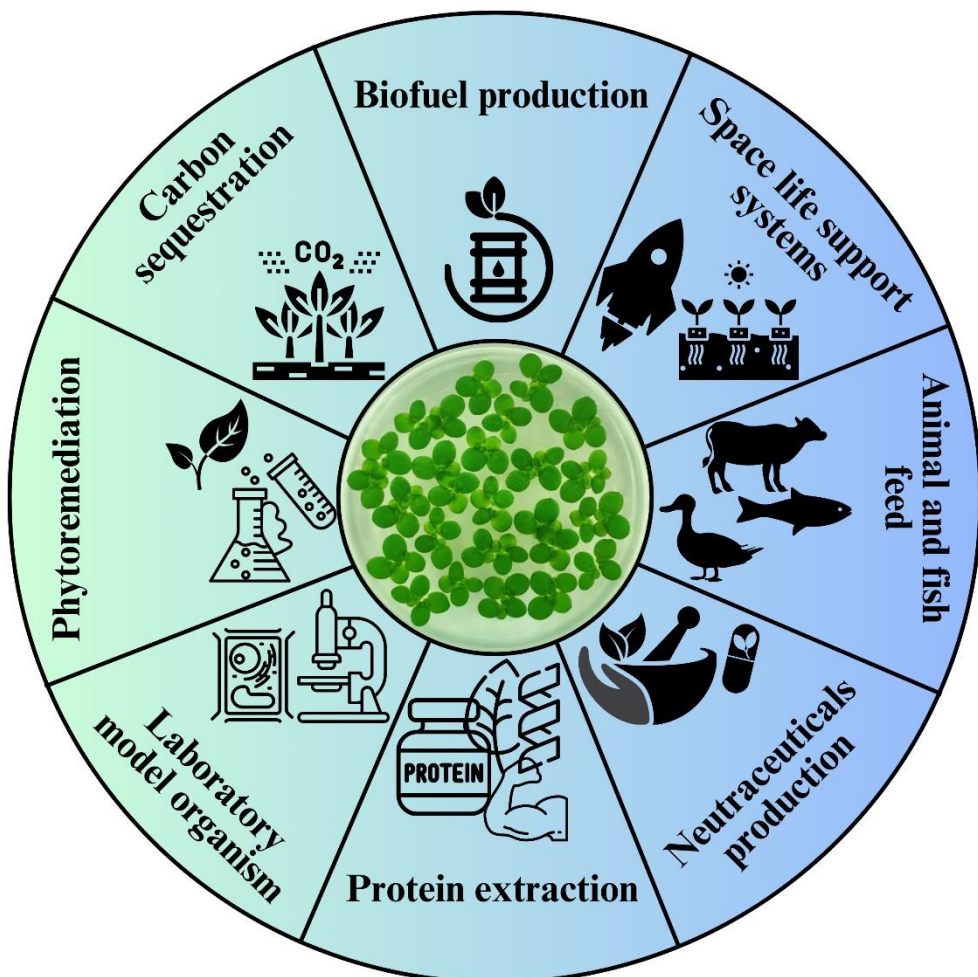 Biofuel production
Space life support
systems
Animal and fish
feed
Neutraceuticals
production
Protein extraction
PROTEIN
Laboratory
model organism
Phytoremediation
Carbon
sequestration
CO₂